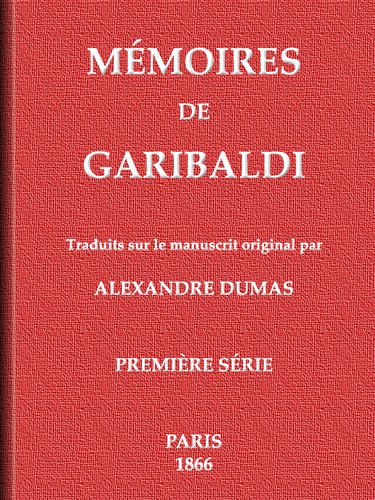 MÉMOIRES
DE
GARIBALDI
Traduits sur le manuscrit original par
ALEXANDRE DUMAS
PREMIÈRE SÉRIE
PARIS
1866